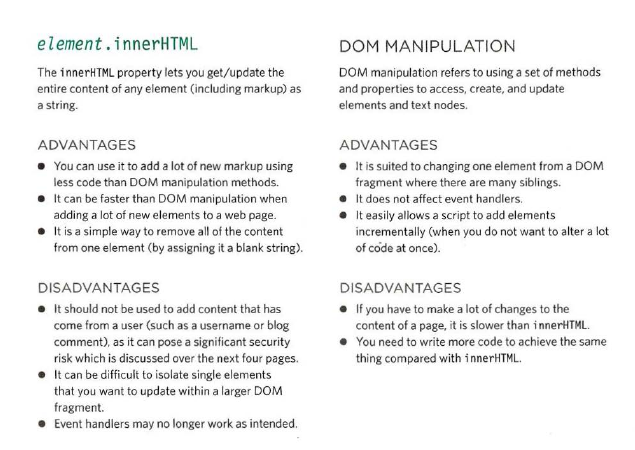 element.innerHTML
The innerHTML property lets you get/update the
entire content of any element (including markup) as
a string.
ADVANTAGES
● You can use it to add a lot of new markup using
less code than DOM manipulation methods.
● It can be faster than DOM manipulation when
adding a lot of new elements to a web page.
● It is a simple way to remove all of the content
from one element (by assigning it a blank string).
DISADVANTAGES
● It should not be used to add content that has
come from a user (such as a username or blog
comment), as it can pose a significant security
risk which is discussed over the next four pages.
● It can be difficult to isolate single elements
that you want to update within a larger DOM
fragment.
● Event handlers may no longer work as intended.
DOM MANIPULATION
DOM manipulation refers to using a set of methods
and properties to access, create, and update
elements and text nodes.
ADVANTAGES
● It is suited to changing one element from a DOM
fragment where there are many siblings.
● It does not affect event handlers.
● It easily allows a script to add elements
incrementally (when you do not want to alter a lot
of code at once).
DISADVANTAGES
● If you have to make a lot of changes to the
content of a page, it is slower than innerHTML.
● You need to write more code to achieve the same
thing compared with innerHTML.